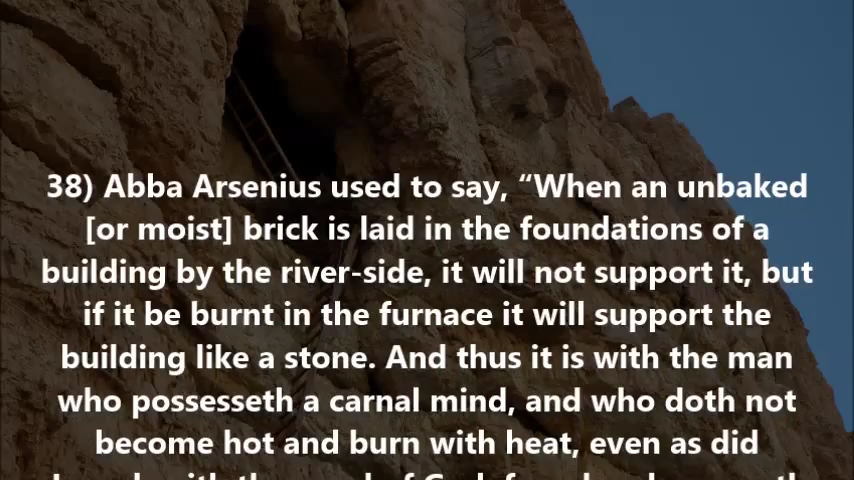 38) Abba Arsenius used to say, “When an unbaked
[or moist] brick is laid in the foundations of a
building by the river-side, it will not support it, but
if it be burnt in the furnace it will support the
building like a stone. And thus it is with the man
who possesseth a carnal mind, and who doth not
become hot and burn with heat, even as did